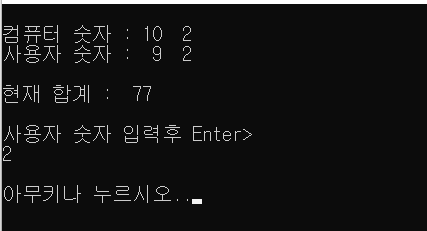 컴퓨터 숫자 : 10  2
사용자 숫자 :  9  2
현재 합계 :  77
사용자 숫자 입력후 Enter>
2
아무키나 누르시오..